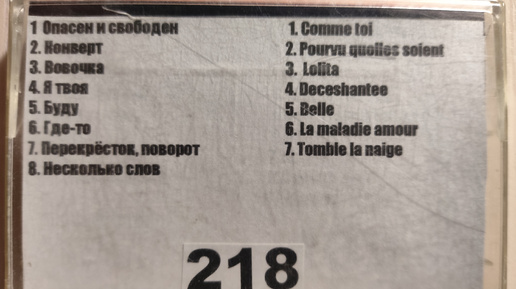 1 Опасен и свободен
2. Конверт
3. Вовочка
4. Я твоя
5. Буду
6. Где-то
7. Перекрёсток, поворот
8. Несколько слов
1. Comme toi
2. Pourvu quolles soient
3. Lolita
4. Deceshantee
5. Belle
6. La maladie amour
7. Tomble la naige
218